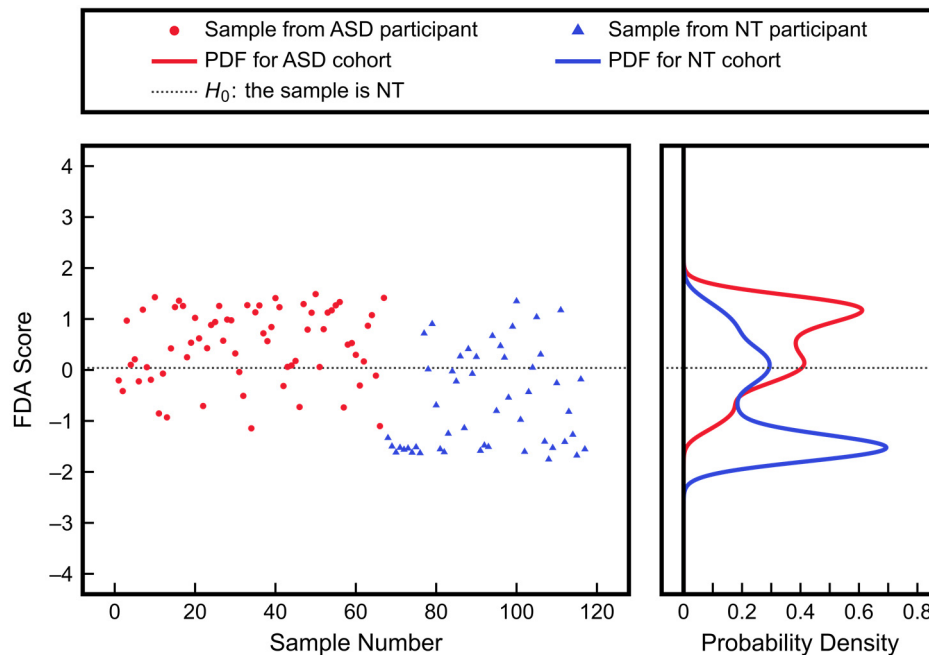 Sample from ASD participant
Sample from NT participant
PDF for ASD cohort
PDF for NT cohort
H₀: the sample is NT
FDA Score
4
3
2
1
0
–1
–2
–3
–4
0 20 40 60 80 100 120
Sample Number
0 0.2 0.4 0.6 0.8
Probability Density